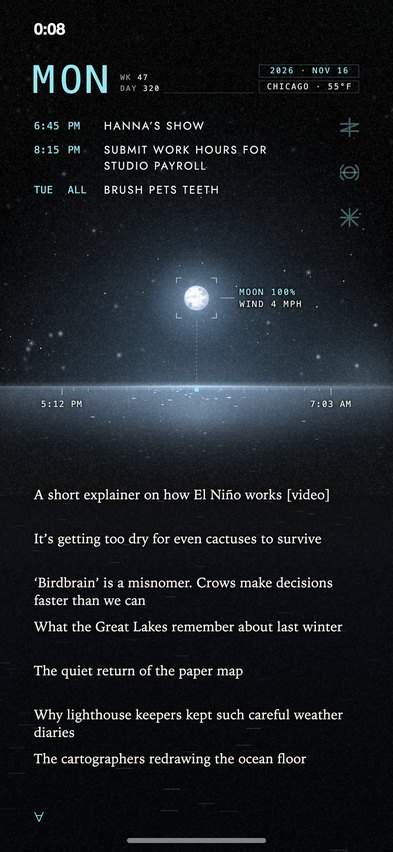 0:08
MON
WK 47
DAY 320
2026 · NOV 16
CHICAGO · 55°F
6:45 PM HANNA'S SHOW
8:15 PM SUBMIT WORK HOURS FOR
STUDIO PAYROLL
TUE ALL BRUSH PETS TEETH
MOON 100%
WIND 4 MPH
5:12 PM
7:03 AM
A short explainer on how El Niño works [video]
It's getting too dry for even cactuses to survive
‘Birdbrain’ is a misnomer. Crows make decisions
faster than we can
What the Great Lakes remember about last winter
The quiet return of the paper map
Why lighthouse keepers kept such careful weather
diaries
The cartographers redrawing the ocean floor
∀